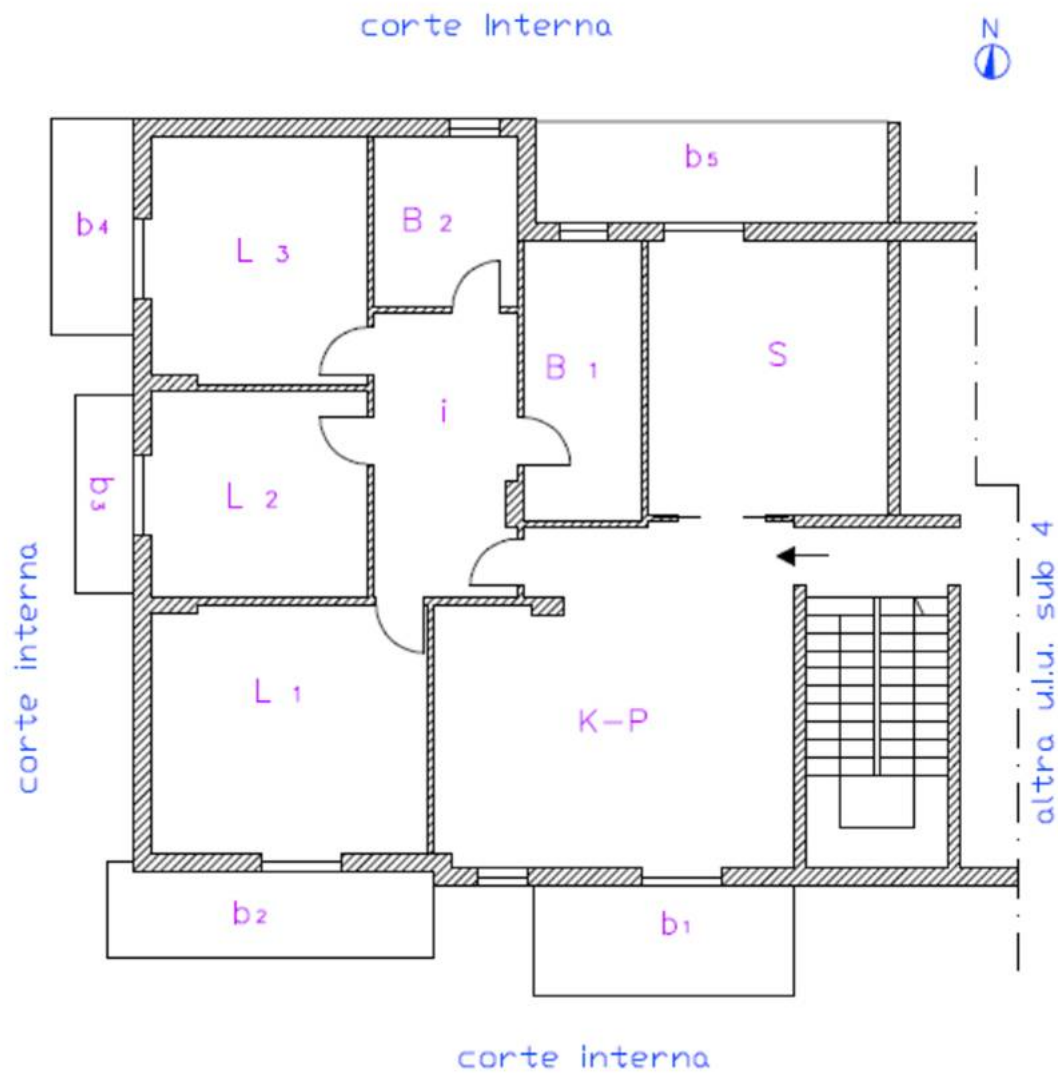 corte Interna
N
b5
b4
B 2
L 3
S
B 1
i
L 2
b3
L 1
K-P
b2
b1
corte interna
altra u.i.u. sub 4
corte interna